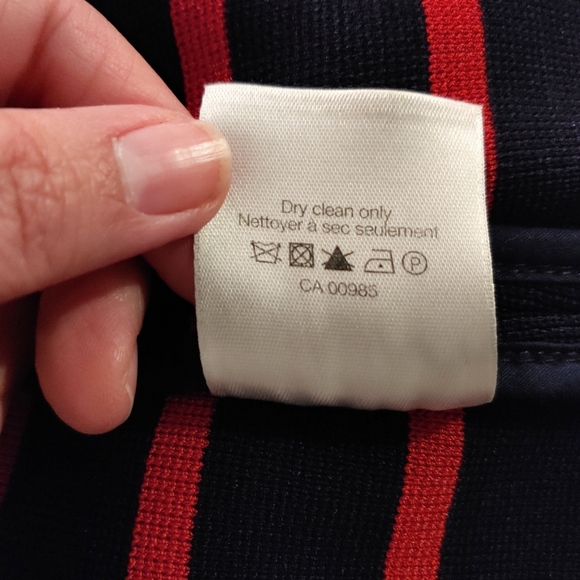 Dry clean only
Nettoyer à sec seulement
P
CA 00985